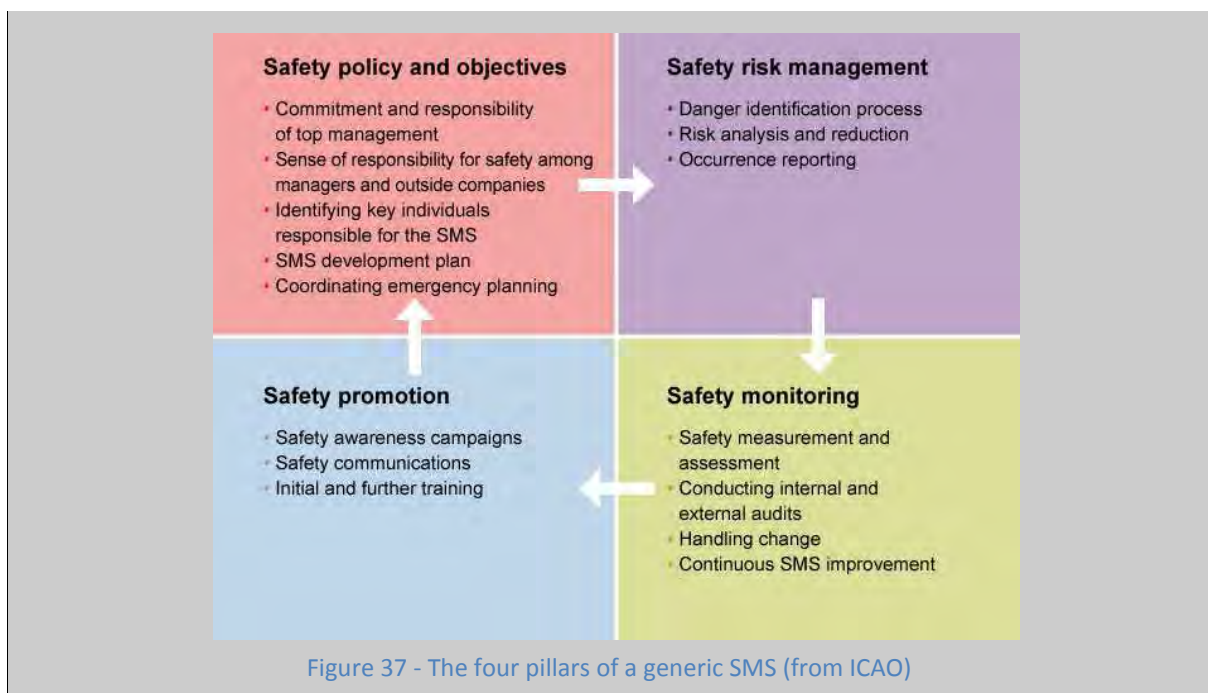 Safety policy and objectives
• Commitment and responsibility
of top management
• Sense of responsibility for safety among
managers and outside companies
• Identifying key individuals
responsible for the SMS
• SMS development plan
• Coordinating emergency planning
Safety risk management
• Danger identification process
• Risk analysis and reduction
• Occurrence reporting
Safety promotion
• Safety awareness campaigns
• Safety communications
• Initial and further training
Safety monitoring
• Safety measurement and
assessment
• Conducting internal and
external audits
• Handling change
• Continuous SMS improvement
Figure 37 - The four pillars of a generic SMS (from ICAO)